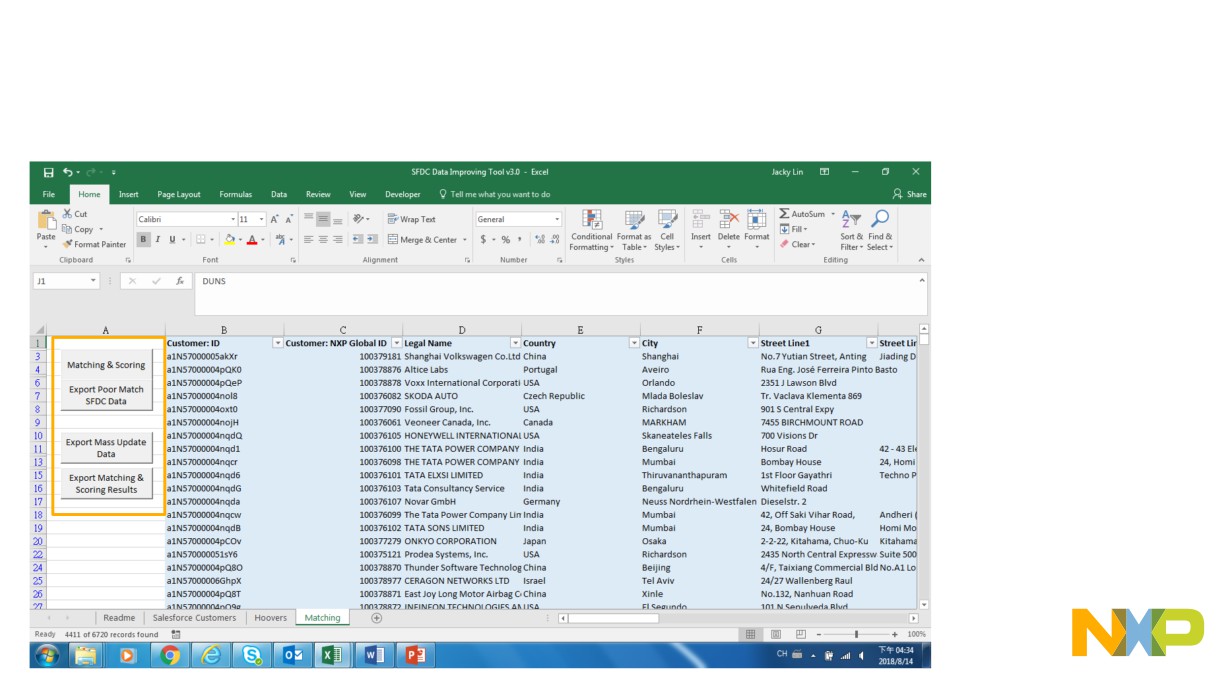 SFDC Data Improving Tool v3.0 - Excel
Jacky Lin
File Home Insert Page Layout Formulas Data Review View Developer Tell me what you want to do Share
Paste Cut Copy Format Painter
Calibri 11
B I U
Wrap Text
Merge & Center
General
$ % ,
Conditional Formatting
Format as Table
Cell Styles
Insert Delete Format
AutoSum
Fill
Clear
Sort & Filter
Find & Select
Clipboard Font Alignment Number Styles Cells Editing
J1 fx DUNS
A B C D E F G
1 Customer: ID Customer: NXP Global ID Legal Name Country City Street Line1 Street Lin
3 a1N57000005akXr 100379181 Shanghai Volkswagen Co.Ltd China Shanghai No.7 Yutian Street, Anting Jiading D
4 a1N57000004pQK0 100378876 Altice Labs Portugal Aveiro Rua Eng. José Ferreira Pinto Basto
6 a1N57000004pQeP 100378878 Voxx International Corporati USA Orlando 2351 J Lawson Blvd
7 a1N57000004nol8 100376082 SKODA AUTO Czech Republic Mlada Boleslav Tr. Vaclava Klementa 869
8 a1N57000004oxt0 100377090 Fossil Group, Inc. USA Richardson 901 S Central Expy
9 a1N57000004nojH 100376061 Veoneer Canada, Inc. Canada MARKHAM 7455 BIRCHMOUNT ROAD
10 a1N57000004nqdQ 100376105 HONEYWELL INTERNATIONAL USA Skaneateles Falls 700 Visions Dr
11 a1N57000004nqd1 100376100 THE TATA POWER COMPANY India Bengaluru Hosur Road 42 - 43 Ele
13 a1N57000004nqcr 100376098 THE TATA POWER COMPANY India Mumbai Bombay House 24, Homi
15 a1N57000004nqd6 100376101 TATA ELXSI LIMITED India Thiruvananthapuram 1st Floor Gayathri Techno P
16 a1N57000004nqdG 100376103 Tata Consultancy Service India Bengaluru Whitefield Road
17 a1N57000004nqda 100376107 Novar GmbH Germany Neuss Nordrhein-Westfalen Dieselstr. 2
18 a1N57000004nqcw 100376099 The Tata Power Company Lin India Mumbai 42, Off Saki Vihar Road, Andheri (
19 a1N57000004nqdB 100376102 TATA SONS LIMITED India Mumbai 24, Bombay House Homi Mo
20 a1N57000004pCOv 100377279 ONKYO CORPORATION Japan Osaka 2-2-22, Kitahama, Chuo-Ku Kitahama
22 a1N570000051sY6 100375121 Prodea Systems, Inc. USA Richardson 2435 North Central Expressw Suite 500
24 a1N57000004pQ8O 100378870 Thunder Software Technolog China Beijing 4/F, Taixiang Commercial Bld No.A1 Lo
25 a1N57000006GhpX 100378977 CERAGON NETWORKS LTD Israel Tel Aviv 24/27 Wallenberg Raul
26 a1N57000004pQ8T 100378871 East Joy Long Motor Airbag C China Xinle No.132, Nanhuan Road
27 a1N57000004pQ9g 100378872 INFINEON TECHNOLOGIES AN USA El Segundo 101 N Sepulveda Blvd
Matching & Scoring
Export Poor Match
SFDC Data
Export Mass Update
Data
Export Matching &
Scoring Results
Readme Salesforce Customers Hoovers Matching
Ready 4411 of 6720 records found 100%
CH 下午 04:34
2018/8/14
NXP